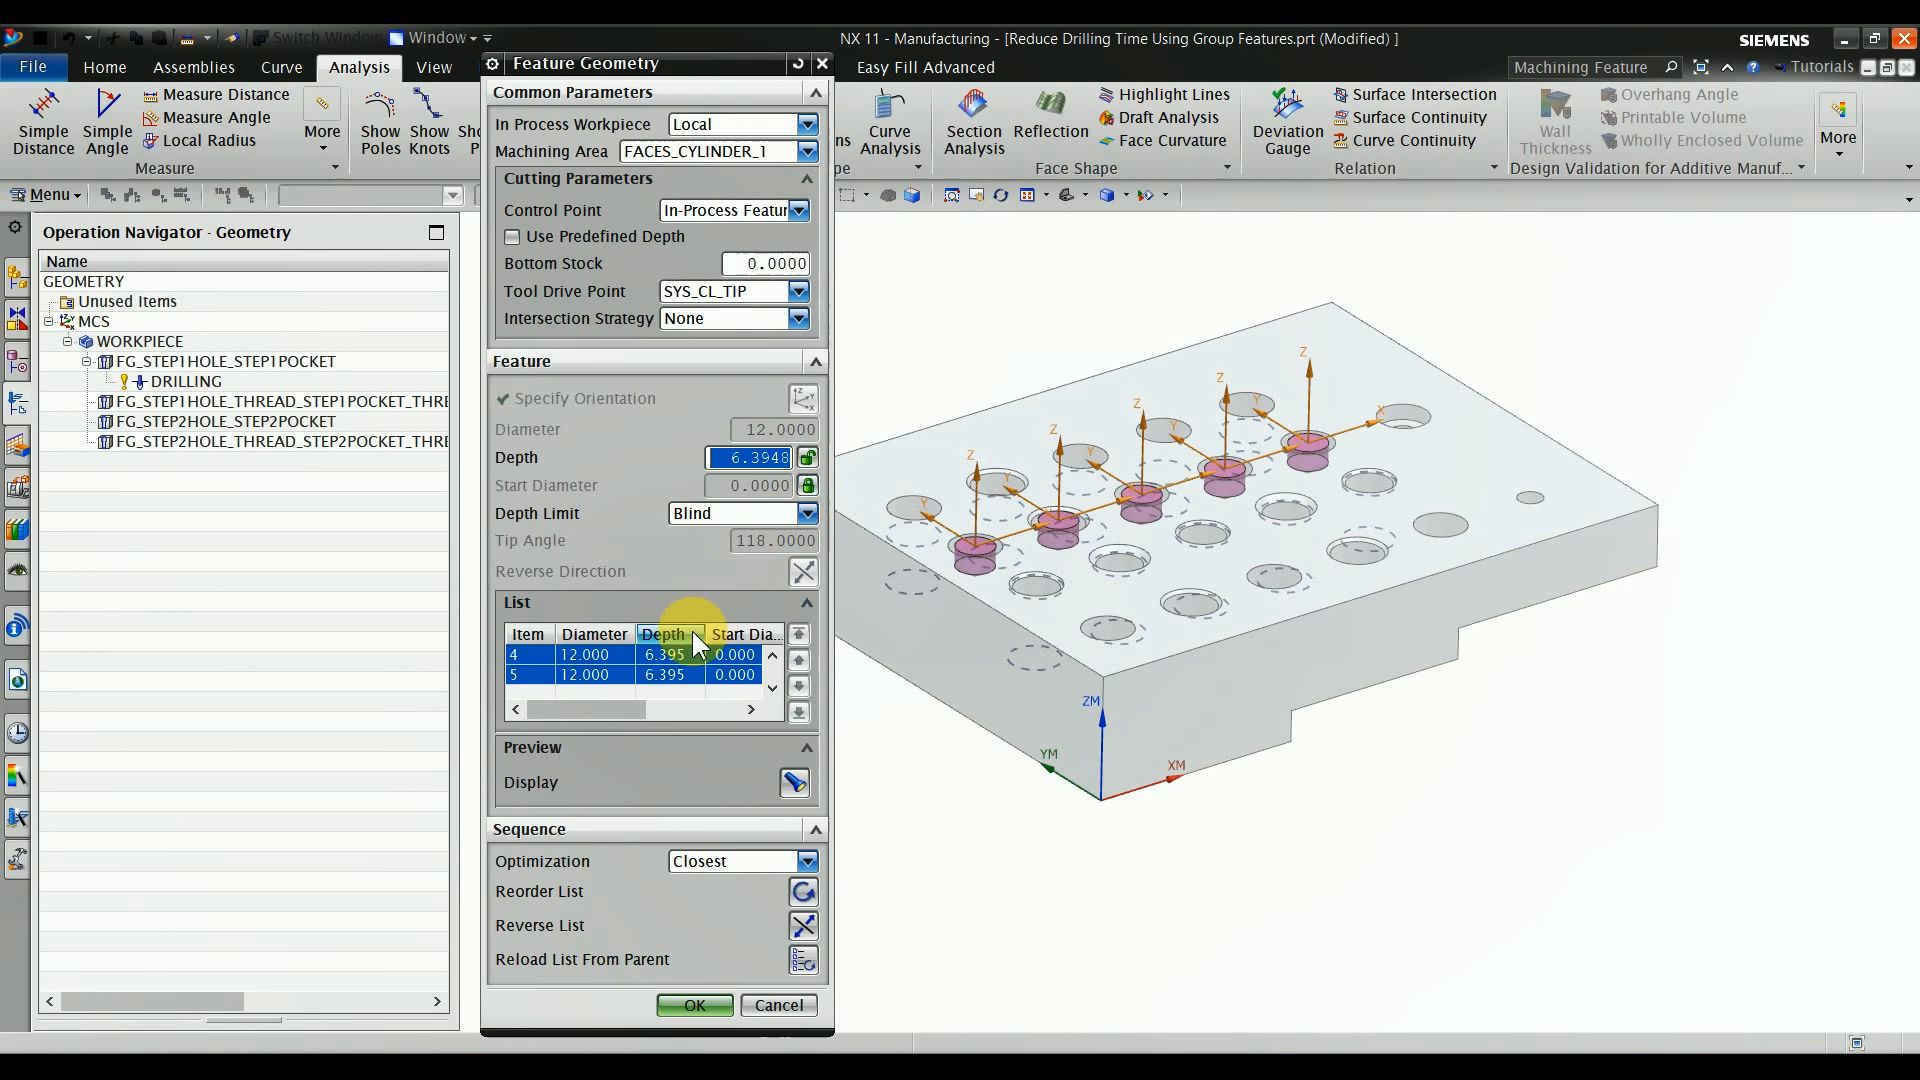 Switch Window
Window
NX 11 - Manufacturing - [Reduce Drilling Time Using Group Features.prt (Modified) ]
SIEMENS
File
Home
Assemblies
Curve
Analysis
View
Easy Fill Advanced
Machining Feature
Tutorials
Simple Distance
Simple Angle
Measure Distance
Measure Angle
Local Radius
More
Show Poles
Show Knots
Measure
Curve Analysis
Section Analysis
Reflection
Highlight Lines
Draft Analysis
Face Curvature
Face Shape
Deviation Gauge
Surface Intersection
Surface Continuity
Curve Continuity
Relation
Wall Thickness
Overhang Angle
Printable Volume
Wholly Enclosed Volume
Design Validation for Additive Manuf...
More
Menu
Operation Navigator - Geometry
Name
GEOMETRY
Unused Items
MCS
WORKPIECE
FG_STEP1HOLE_STEP1POCKET
DRILLING
FG_STEP1HOLE_THREAD_STEP1POCKET_THRE
FG_STEP2HOLE_STEP2POCKET
FG_STEP2HOLE_THREAD_STEP2POCKET_THRE
Feature Geometry
Common Parameters
In Process Workpiece Local
Machining Area FACES_CYLINDER_1
Cutting Parameters
Control Point In-Process Featur
Use Predefined Depth
Bottom Stock 0.0000
Tool Drive Point SYS_CL_TIP
Intersection Strategy None
Feature
Specify Orientation
Diameter 12.0000
Depth 6.3948
Start Diameter 0.0000
Depth Limit Blind
Tip Angle 118.0000
Reverse Direction
List
Item Diameter Depth Start Dia...
4 12.000 6.395 0.000
5 12.000 6.395 0.000
Preview
Display
Sequence
Optimization Closest
Reorder List
Reverse List
Reload List From Parent
OK Cancel
Z
Z
Z
Z
Z
X
Y
Y
Y
Y
Y
ZM
YM
XM